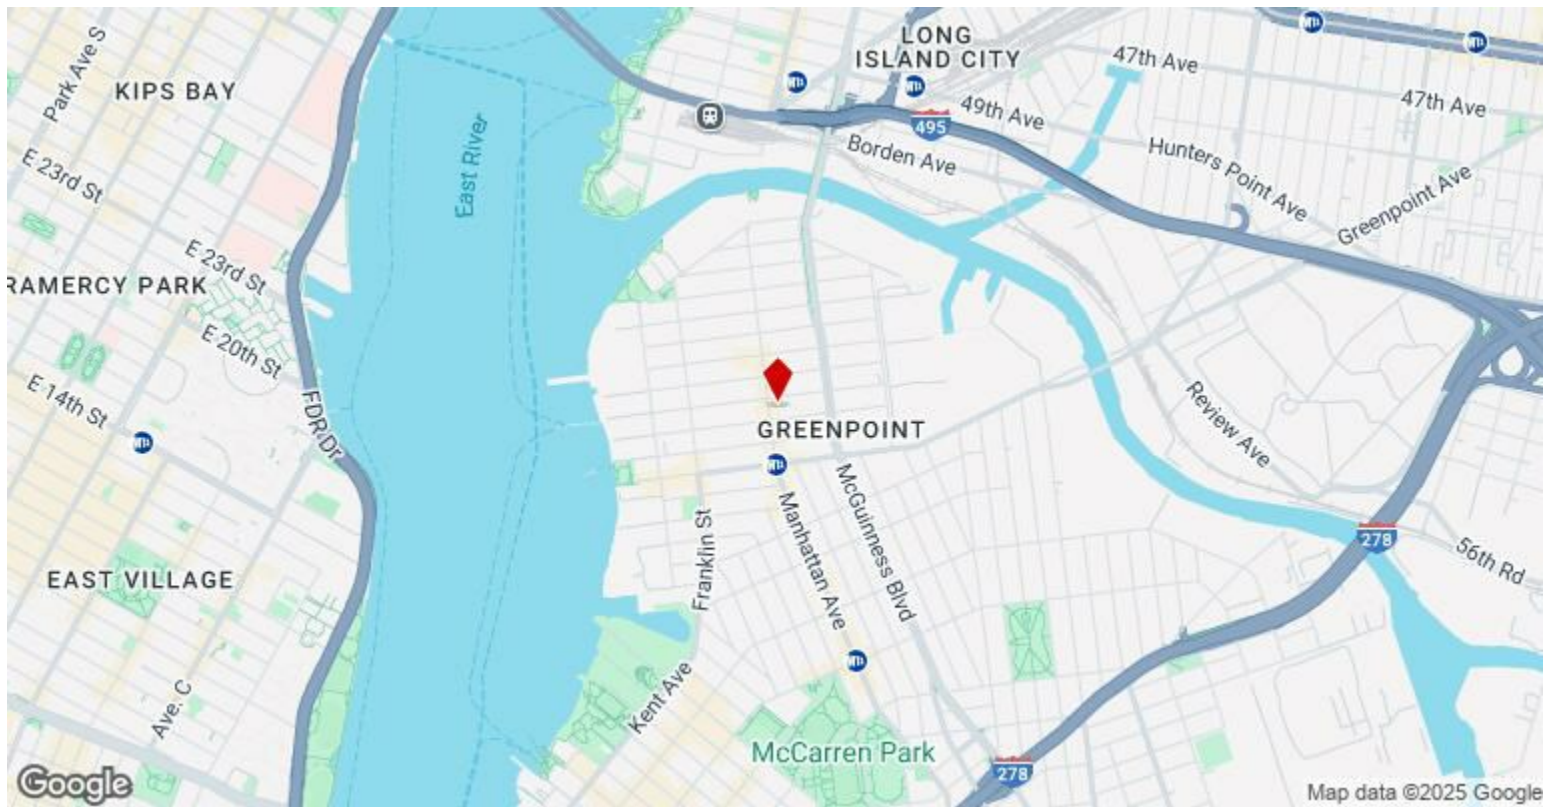 LONG
ISLAND CITY
Park Ave S
KIPS BAY
47th Ave
47th Ave
49th Ave
495
Borden Ave
Hunters Point Ave
Greenpoint Ave
E 23rd St
East River
E 23rd St
RAMERCY PARK
E 20th St
E 14th St
FDR Dr
GREENPOINT
Review Ave
McGuinness Blvd
Manhattan Ave
Franklin St
278
56th Rd
EAST VILLAGE
Kent Ave
Ave. C
McCarren Park
278
Google
Map data ©2025 Google